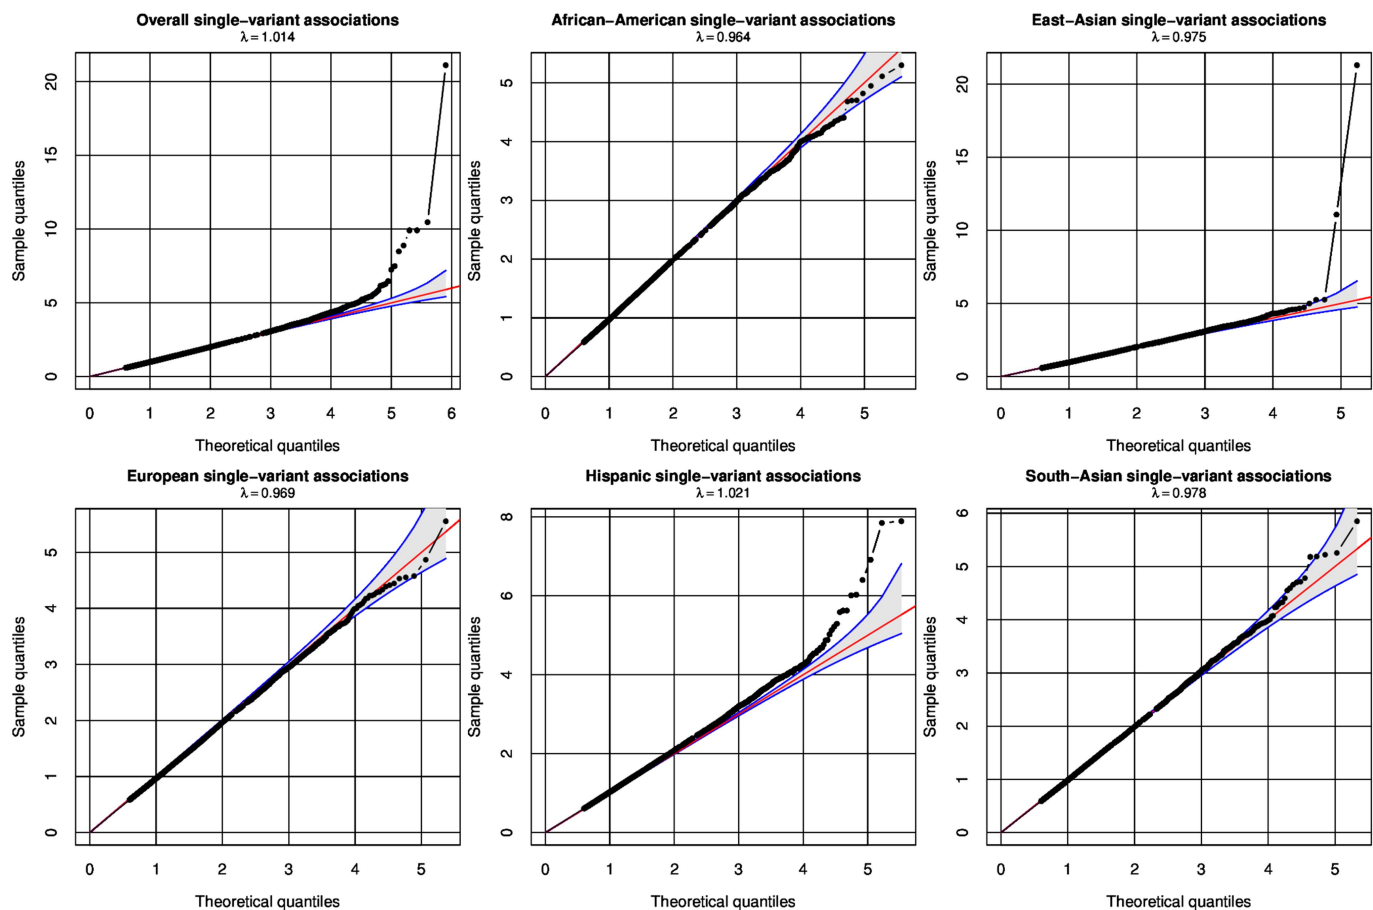 Overall single−variant associations
λ = 1.014
Sample quantiles
0 5 10 15 20
0 1 2 3 4 5 6
Theoretical quantiles
African−American single−variant associations
λ = 0.964
Sample quantiles
0 1 2 3 4 5
0 1 2 3 4 5
Theoretical quantiles
East−Asian single−variant associations
λ = 0.975
Sample quantiles
0 5 10 15 20
0 1 2 3 4 5
Theoretical quantiles
European single−variant associations
λ = 0.969
Sample quantiles
0 1 2 3 4 5
0 1 2 3 4 5
Theoretical quantiles
Hispanic single−variant associations
λ = 1.021
Sample quantiles
0 2 4 6 8
0 1 2 3 4 5
Theoretical quantiles
South−Asian single−variant associations
λ = 0.978
Sample quantiles
0 1 2 3 4 5 6
0 1 2 3 4 5
Theoretical quantiles